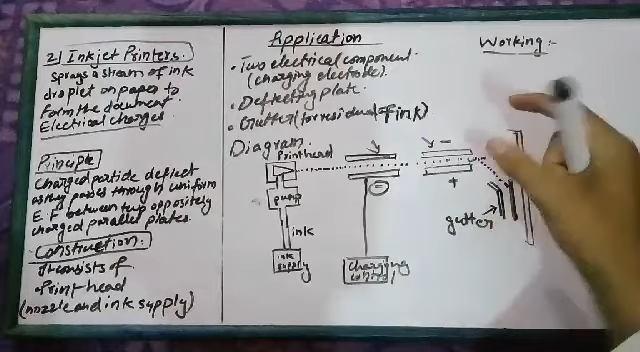 2) Inkjet Printers.
sprays a stream of ink
droplet on paper to
form the document.
Electrical charges
Principle
Charged particle deflect
as they passes through uniform
E.F between two oppositely
charged parallel plates.
Construction.
It consists of
Print head
(nozzle and ink supply)
Application
• Two electrical component
(charging electrode).
• Deflecting plate.
• Gutter (for residual of ink)
Diagram.
Printhead
pump
ink
ink
supply
Charging
-
-
+
gutter
Working:-